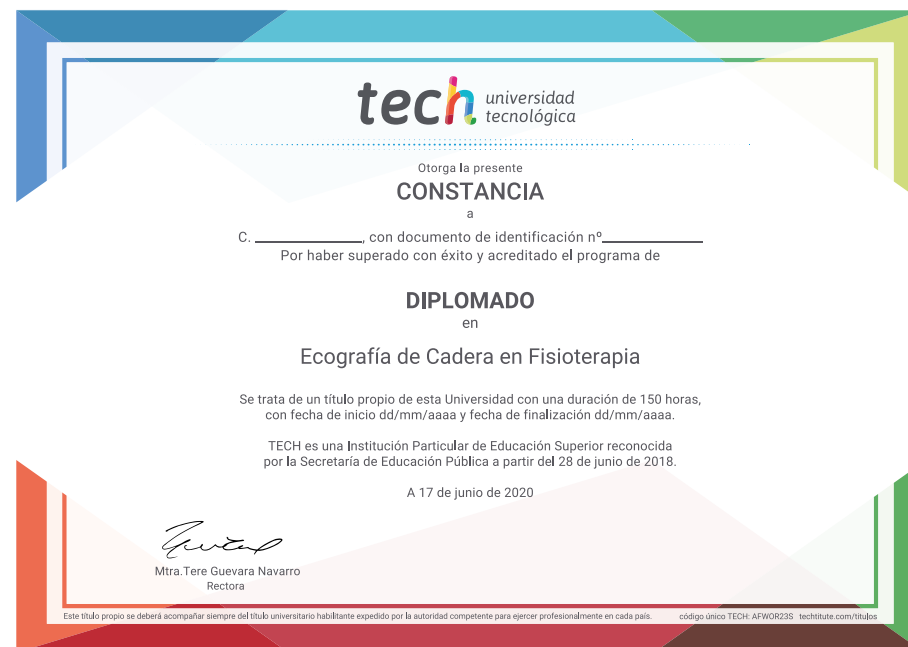 tech universidad
tecnológica
Otorga la presente
CONSTANCIA
a
C. ____________, con documento de identificación nº____________
Por haber superado con éxito y acreditado el programa de
DIPLOMADO
en
Ecografía de Cadera en Fisioterapia
Se trata de un título propio de esta Universidad con una duración de 150 horas,
con fecha de inicio dd/mm/aaaa y fecha de finalización dd/mm/aaaa.
TECH es una Institución Particular de Educación Superior reconocida
por la Secretaría de Educación Pública a partir del 28 de junio de 2018.
A 17 de junio de 2020
Mtra.Tere Guevara Navarro
Rectora
Este título propio se deberá acompañar siempre del título universitario habilitante expedido por la autoridad competente para ejercer profesionalmente en cada país. código único TECH: AFWOR23S techtitute.com/titulos